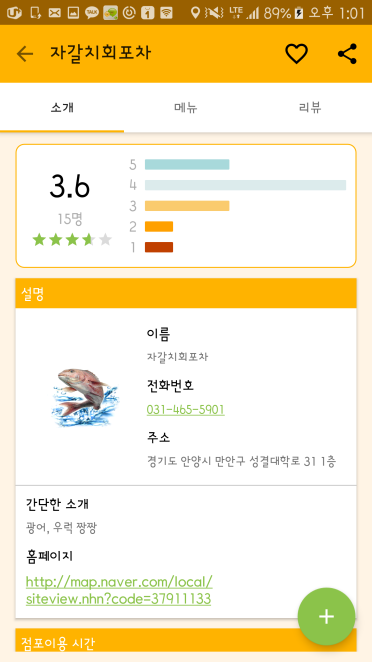 LTE 89% 오후 1:01
자갈치회포차
소개 메뉴 리뷰
3.6
15명
5
4
3
2
1
설명
이름
자갈치회포차
전화번호
031-465-5901
주소
경기도 안양시 만안구 성결대학로 31 1층
간단한 소개
광어, 우럭 짱짱
홈페이지
http://map.naver.com/local/
siteview.nhn?code=37911133
점포이용 시간